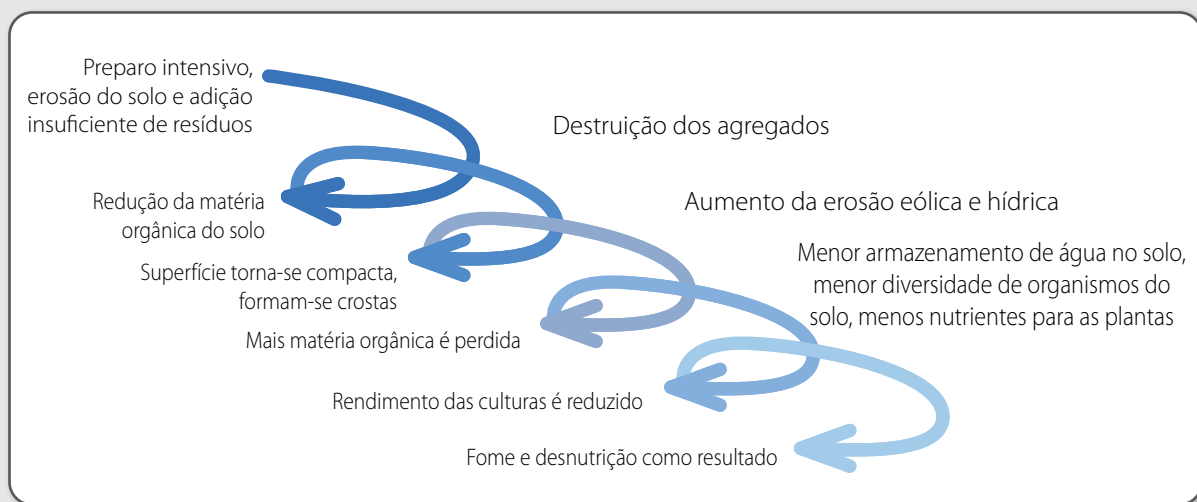 Preparo intensivo,
erosão do solo e adição
insuficiente de resíduos
Destruição dos agregados
Redução da matéria
orgânica do solo
Aumento da erosão eólica e hídrica
Superfície torna-se compacta,
formam-se crostas
Menor armazenamento de água no solo,
menor diversidade de organismos do
solo, menos nutrientes para as plantas
Mais matéria orgânica é perdida
Rendimento das culturas é reduzido
Fome e desnutrição como resultado